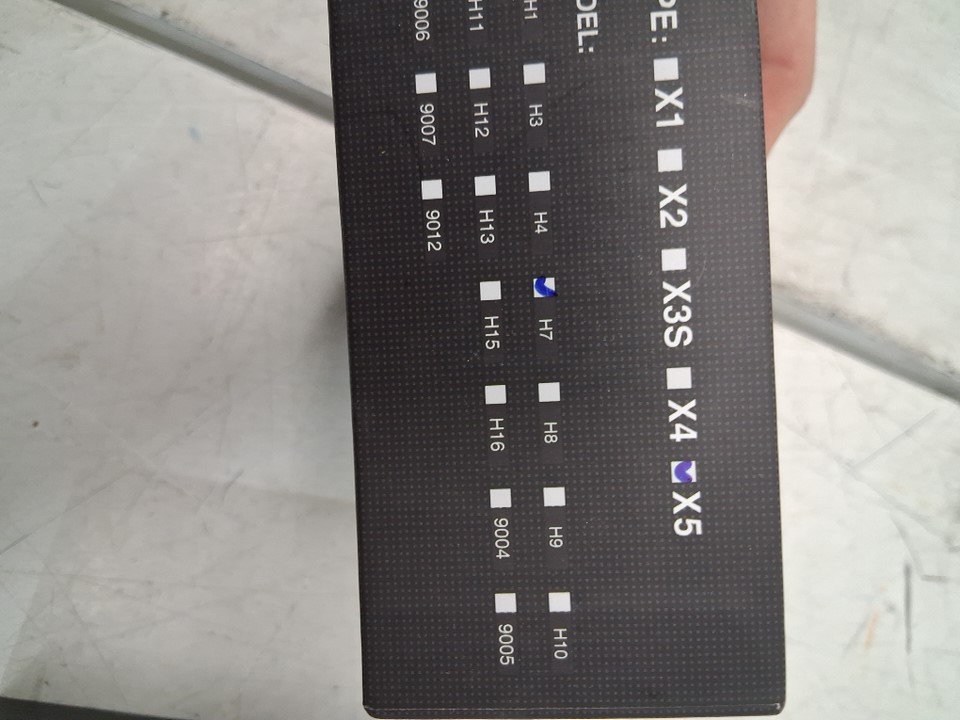 PE: X1 X2 X3S X4 X5
DEL:
H1 H3 H4 H7 H8 H9 H10
H11 H12 H13 H15 H16 9004 9005
9006 9007 9012